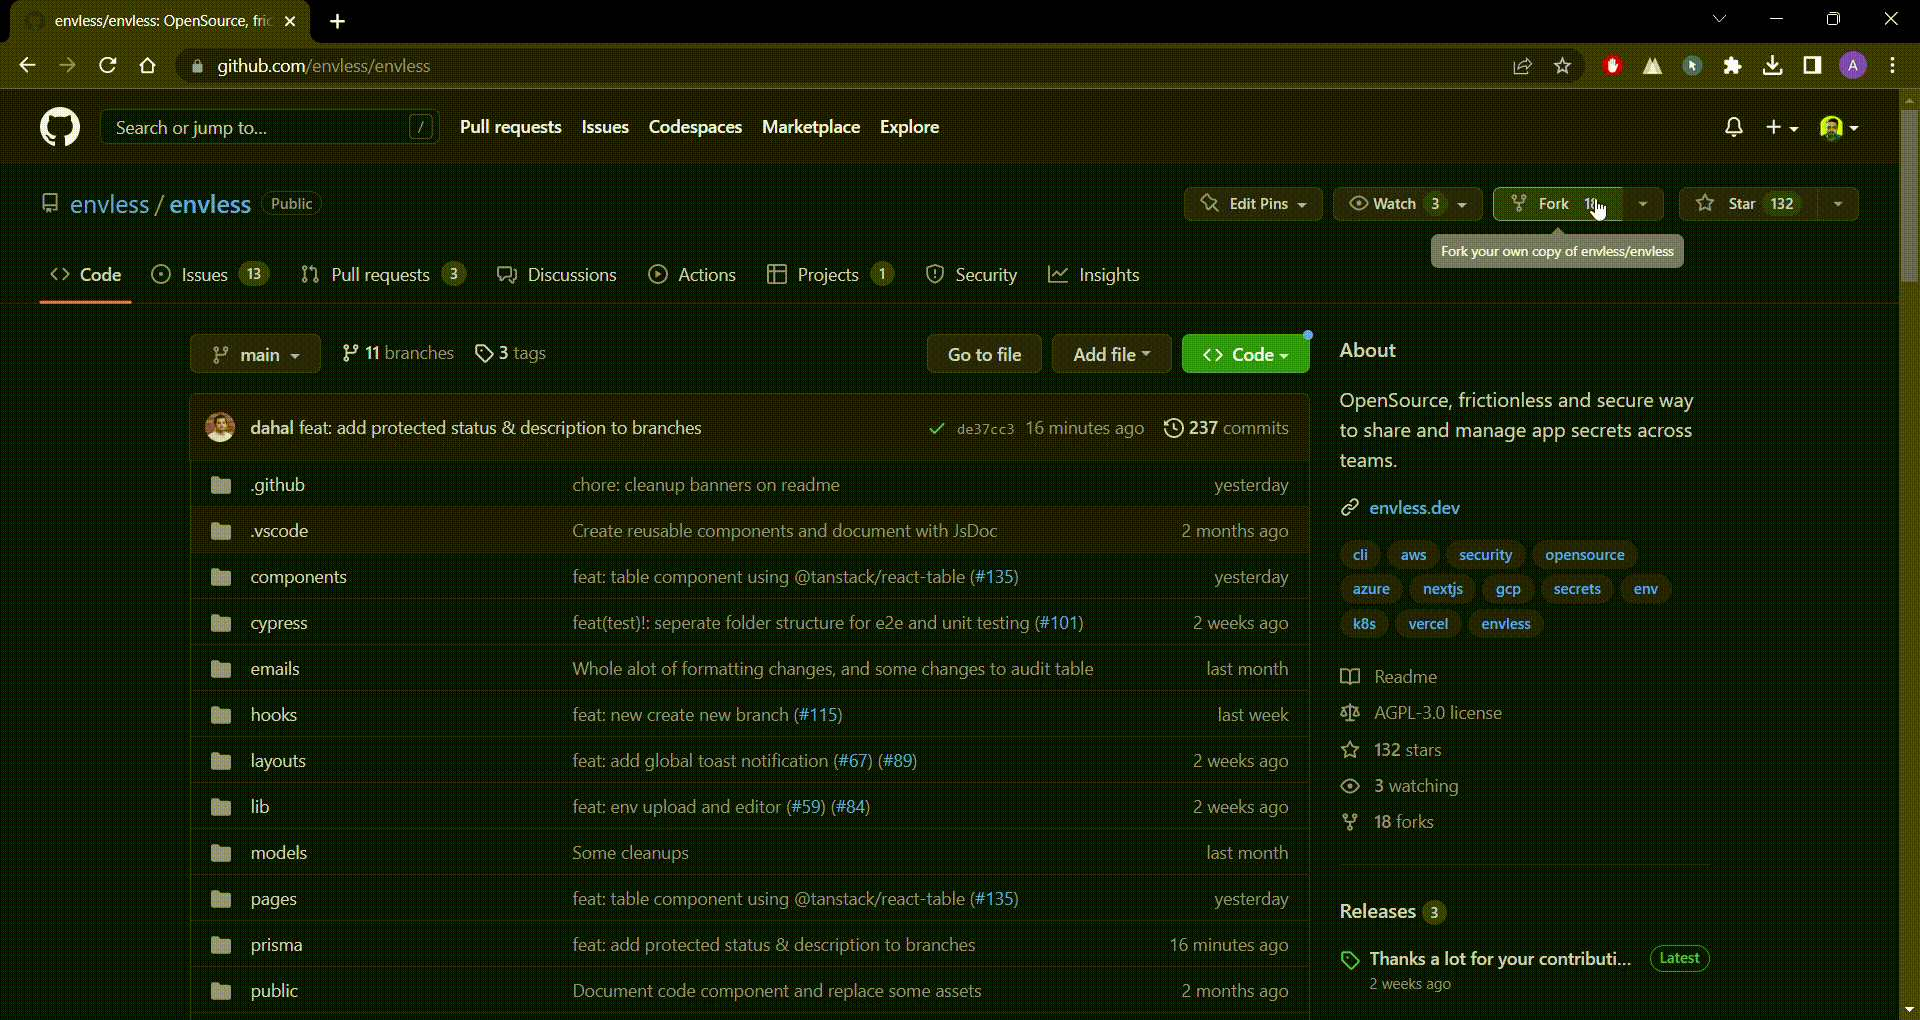 envless/envless: OpenSource, fric
github.com/envless/envless
A
Search or jump to... /
Pull requests Issues Codespaces Marketplace Explore
envless / envless Public
Edit Pins Watch 3 Fork 18 Star 132
Fork your own copy of envless/envless
Code Issues 13 Pull requests 3 Discussions Actions Projects 1 Security Insights
main 11 branches 3 tags Go to file Add file Code
dahal feat: add protected status & description to branches de37cc3 16 minutes ago 237 commits
.github chore: cleanup banners on readme yesterday
.vscode Create reusable components and document with JsDoc 2 months ago
components feat: table component using @tanstack/react-table (#135) yesterday
cypress feat(test)!: seperate folder structure for e2e and unit testing (#101) 2 weeks ago
emails Whole alot of formatting changes, and some changes to audit table last month
hooks feat: new create new branch (#115) last week
layouts feat: add global toast notification (#67) (#89) 2 weeks ago
lib feat: env upload and editor (#59) (#84) 2 weeks ago
models Some cleanups last month
pages feat: table component using @tanstack/react-table (#135) yesterday
prisma feat: add protected status & description to branches 16 minutes ago
public Document code component and replace some assets 2 months ago
About
OpenSource, frictionless and secure way
to share and manage app secrets across
teams.
envless.dev
cli aws security opensource
azure nextjs gcp secrets env
k8s vercel envless
Readme
AGPL-3.0 license
132 stars
3 watching
18 forks
Releases 3
Thanks a lot for your contributi... Latest
2 weeks ago